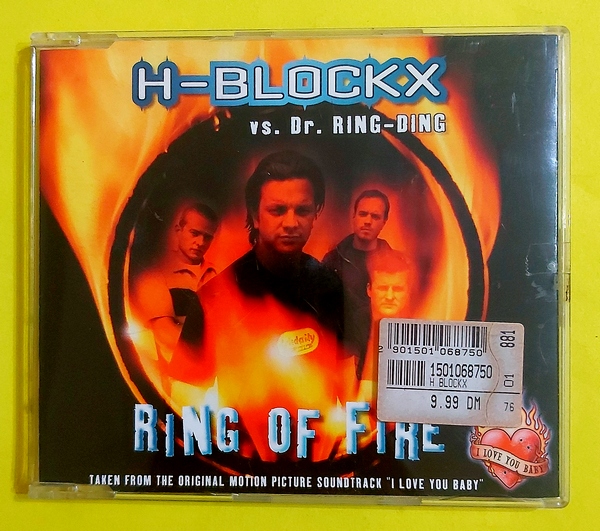 H-BLOCKX
vs. Dr. RING-DING
daily
881
2 901501 068750
1501068750
H BLOCKX
01
9.99 DM
76
RING OF FIRE
I LOVE YOU BABY
TAKEN FROM THE ORIGINAL MOTION PICTURE SOUNDTRACK "I LOVE YOU BABY"